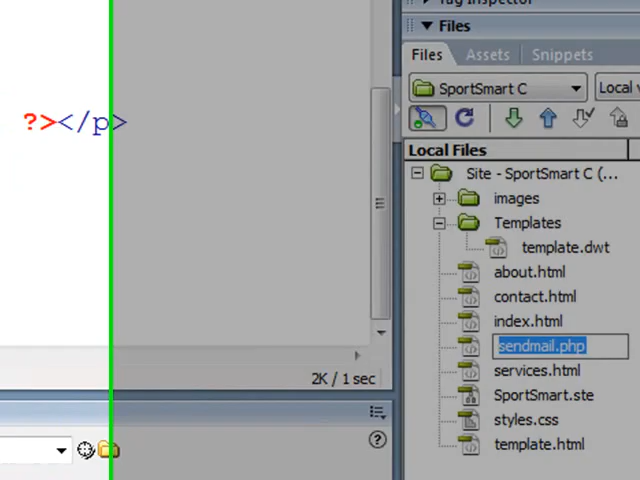 Tag Inspector
Files
Files Assets Snippets
SportSmart C Local v
?></p>
Local Files
Site - SportSmart C (...
images
Templates
template.dwt
about.html
contact.html
index.html
sendmail.php
services.html
2K / 1 sec
SportSmart.ste
styles.css
template.html